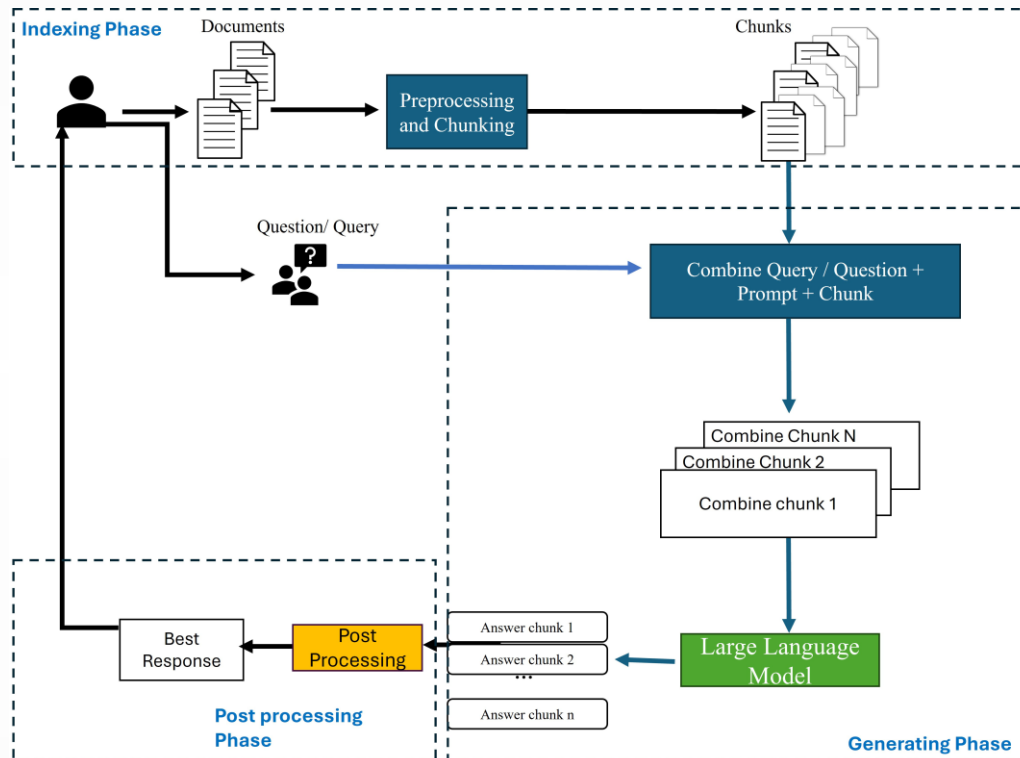 Indexing Phase
Documents
Chunks
Preprocessing
and Chunking
Question/ Query
?
Combine Query / Question +
Prompt + Chunk
Combine Chunk N
Combine Chunk 2
Combine chunk 1
Large Language
Model
Answer chunk 1
Answer chunk 2
...
Answer chunk n
Post
Processing
Best
Response
Post processing
Phase
Generating Phase